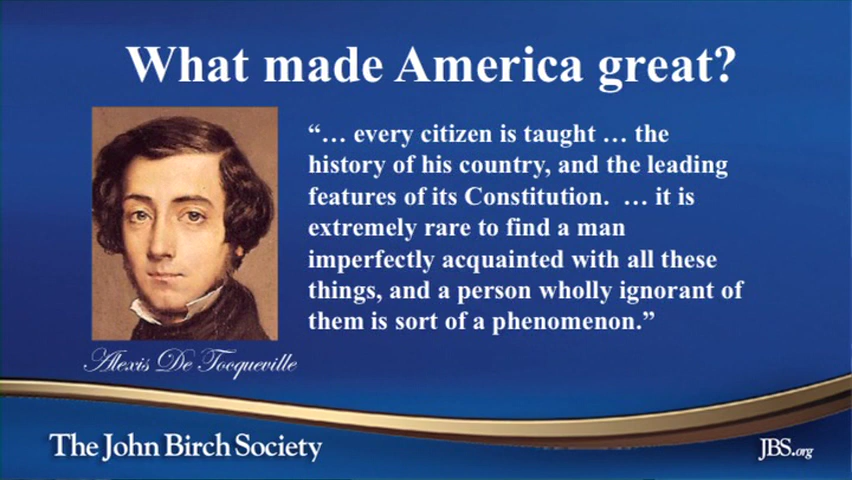 What made America great?
“… every citizen is taught … the
history of his country, and the leading
features of its Constitution.  … it is
extremely rare to find a man
imperfectly acquainted with all these
things, and a person wholly ignorant of
them is sort of a phenomenon.”
Alexis De Tocqueville
The John Birch Society
JBS.org